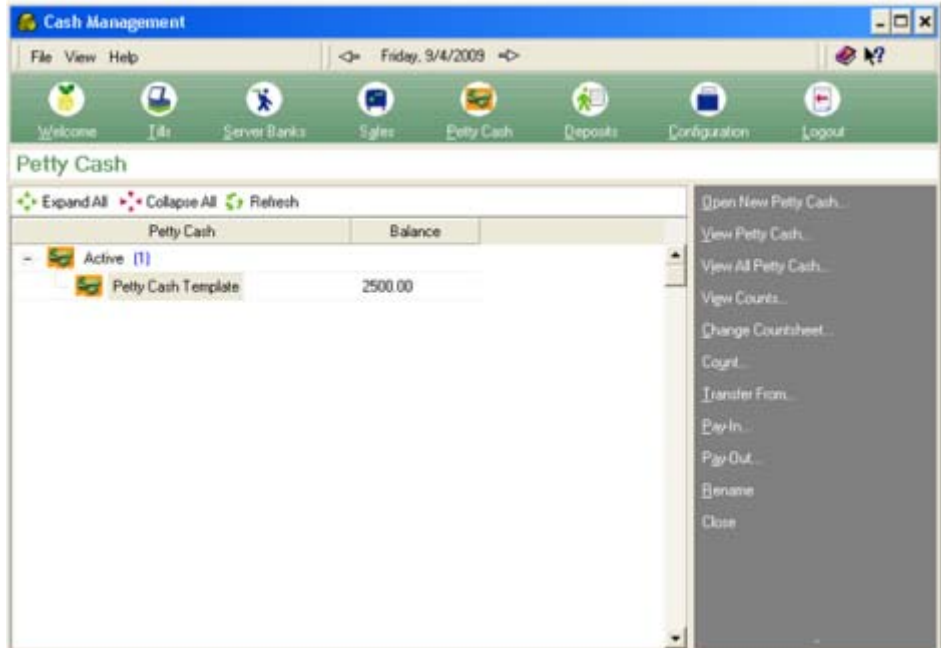 Cash Management
File View Help
Friday, 9/4/2009
Welcome
Tills
Server Banks
Sales
Petty Cash
Deposits
Configuration
Logout
Petty Cash
Expand All Collapse All Refresh
Petty Cash Balance
Active (1)
Petty Cash Template 2500.00
Open New Petty Cash...
View Petty Cash...
View All Petty Cash...
View Counts...
Change Countsheet...
Count...
Transfer From...
Pay-In...
Pay-Out...
Rename
Close